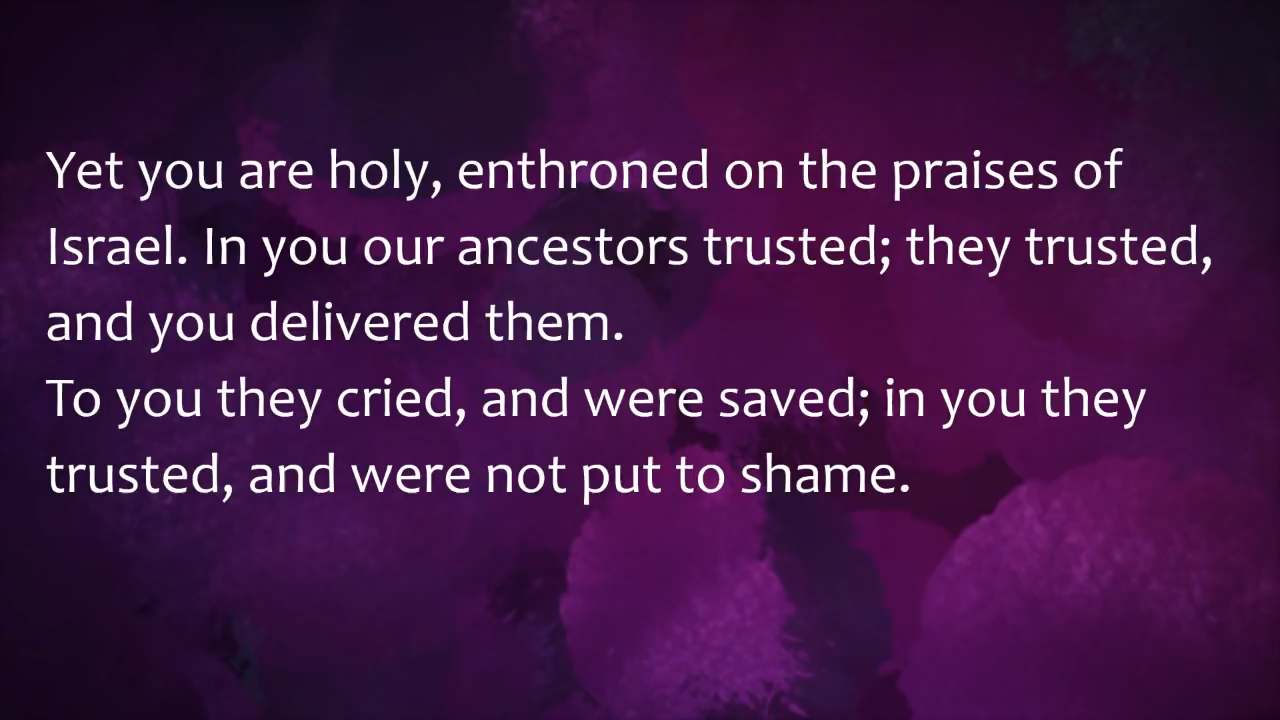 Yet you are holy, enthroned on the praises of
Israel. In you our ancestors trusted; they trusted,
and you delivered them.
To you they cried, and were saved; in you they
trusted, and were not put to shame.